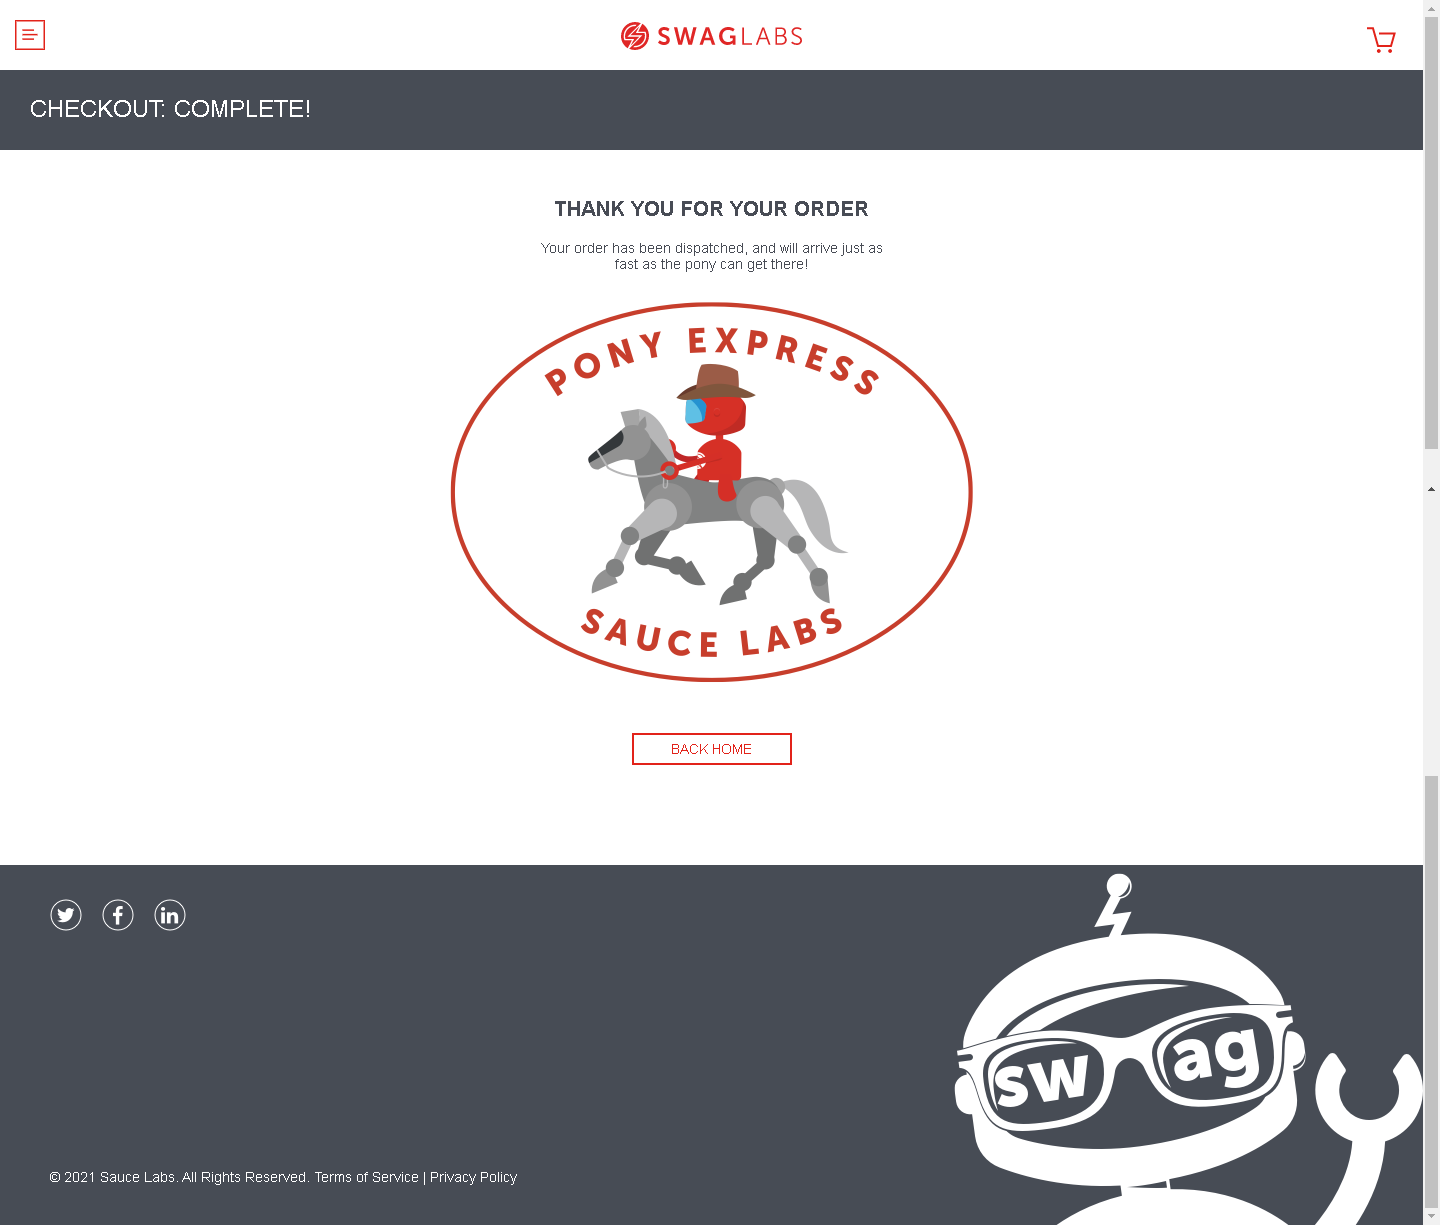 SWAGLABS
CHECKOUT: COMPLETE!
THANK YOU FOR YOUR ORDER
Your order has been dispatched, and will arrive just as
fast as the pony can get there!
PONY EXPRESS
SAUCE LABS
BACK HOME
swag
© 2021 Sauce Labs. All Rights Reserved. Terms of Service | Privacy Policy